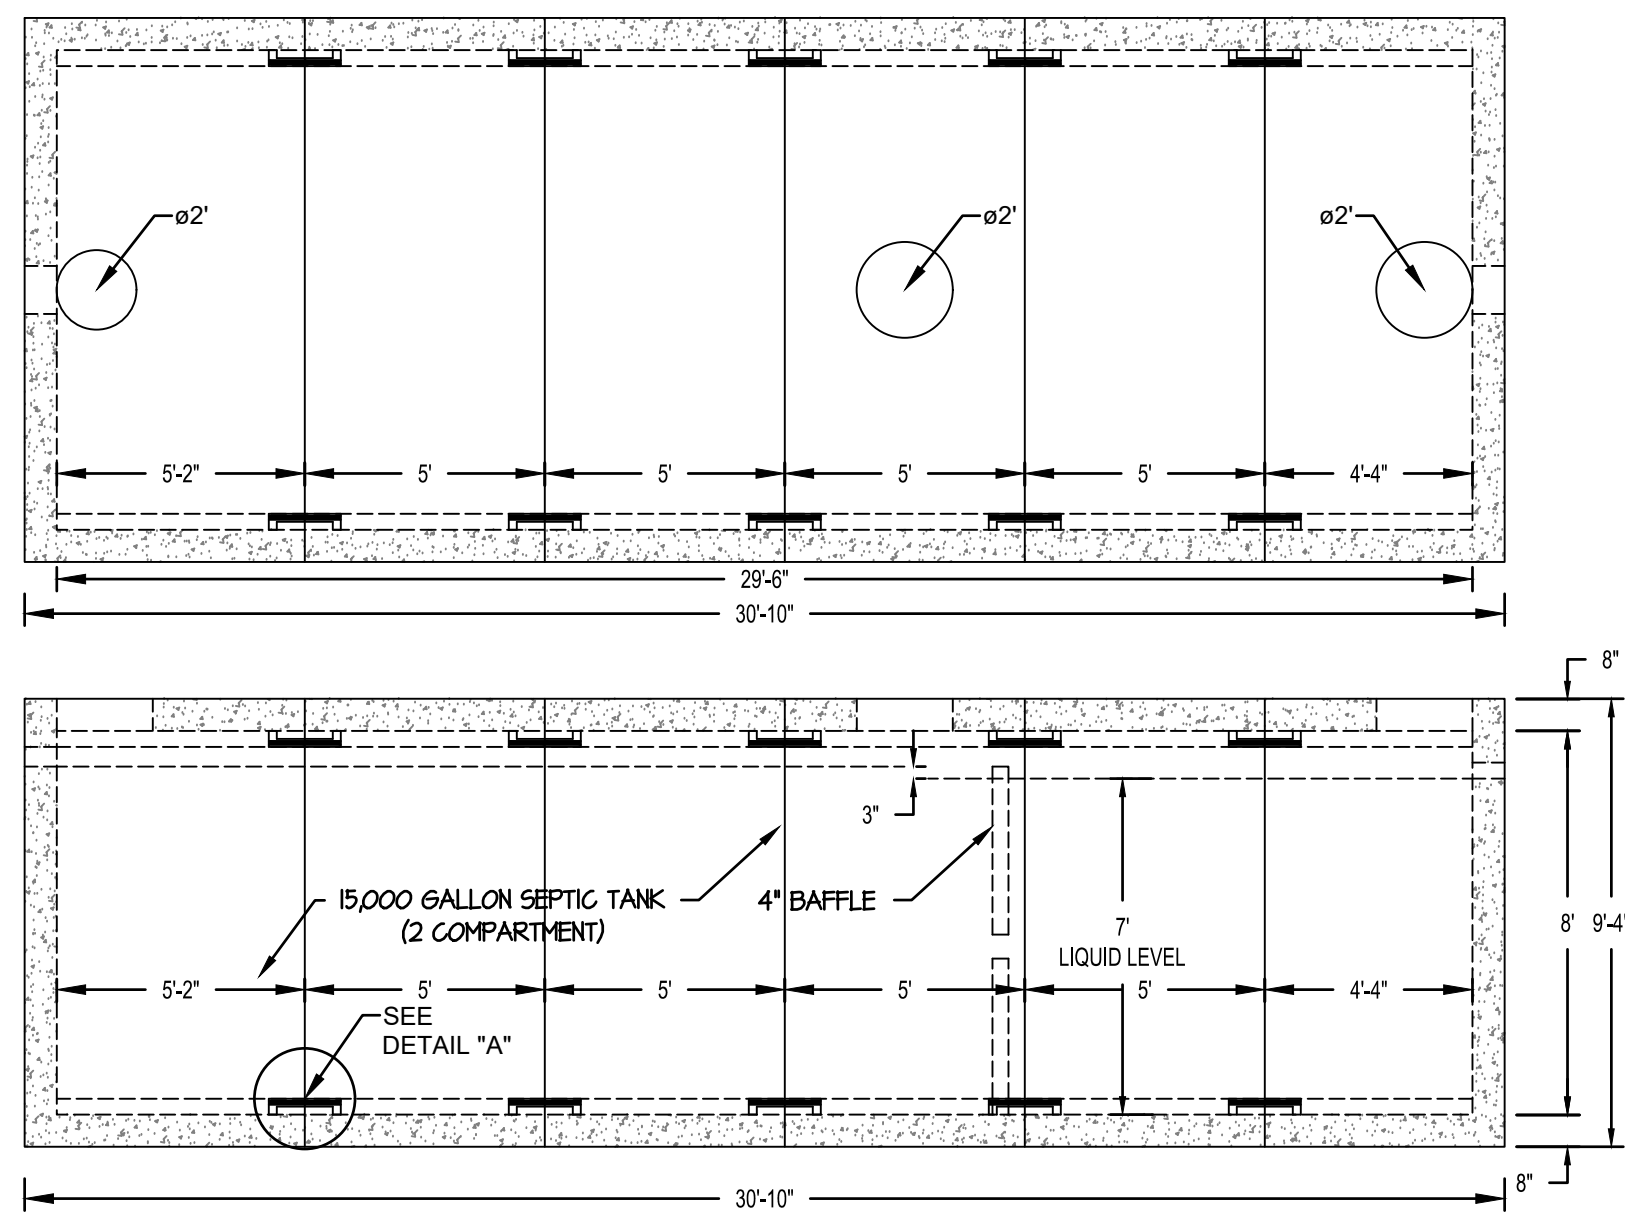 ø2'
ø2'
ø2'
5'-2" 5' 5' 5' 5' 4'-4"
29'-6"
30'-10"
8"
3"
15,000 GALLON SEPTIC TANK
(2 COMPARTMENT)
4" BAFFLE
7'
LIQUID LEVEL
8' 9'-4"
5'-2" 5' 5' 5' 5' 4'-4"
SEE
DETAIL "A"
8"
30'-10"